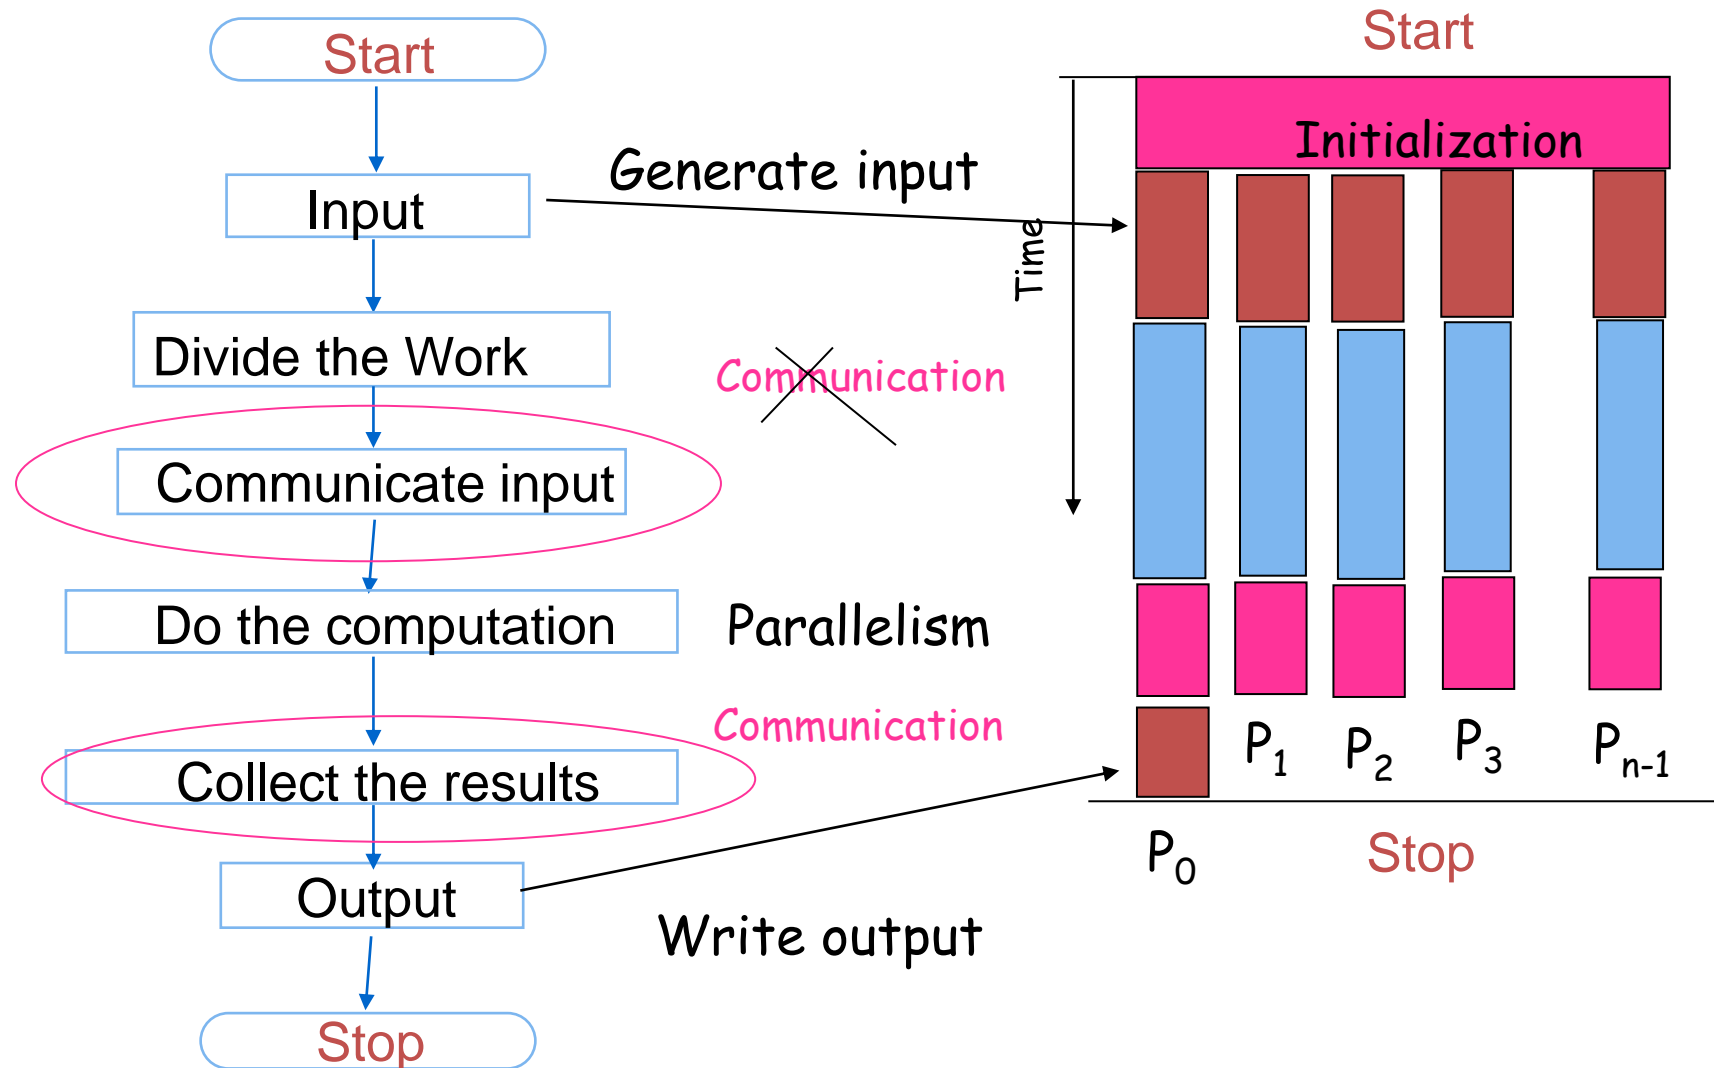 Start
Input
Divide the Work
Communicate input
Do the computation
Collect the results
Output
Stop
Generate input
Communication
Parallelism
Communication
Write output
Start
Initialization
Time
P1
P2
P3
Pn-1
P0
Stop